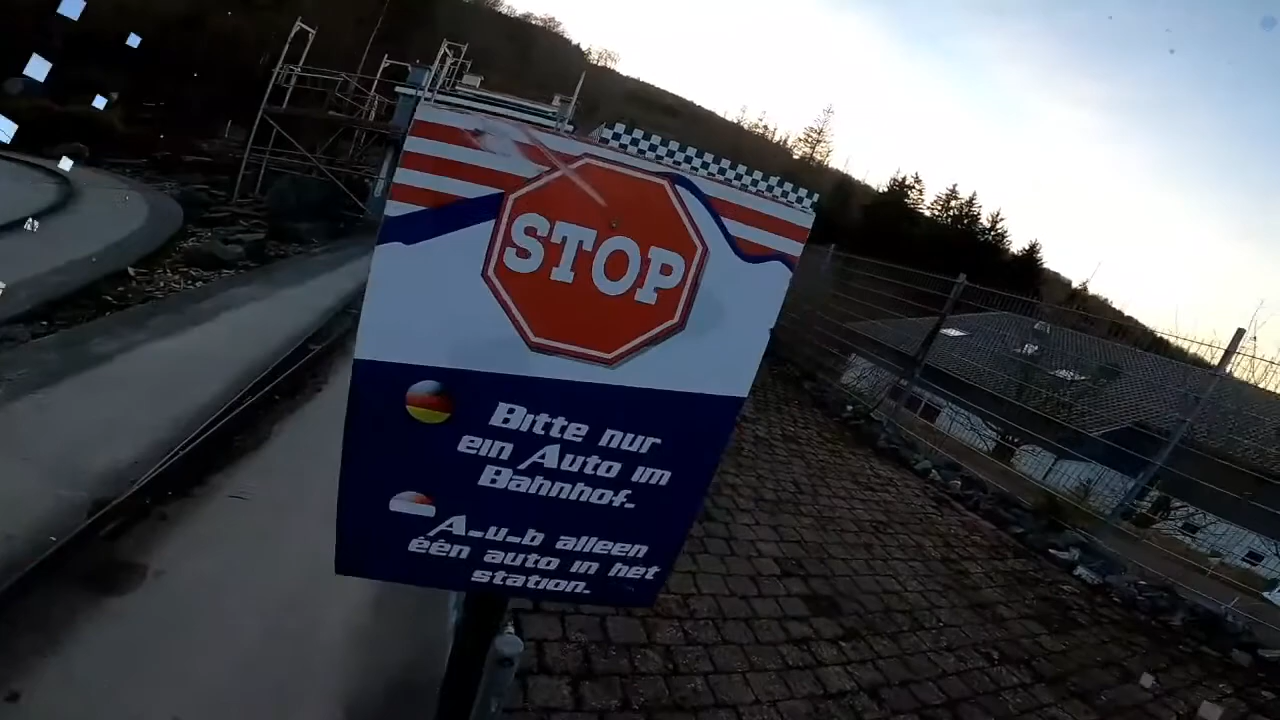 STOP
Bitte nur
ein Auto im
Bahnhof.
A-u-b alleen
één auto in het
station.